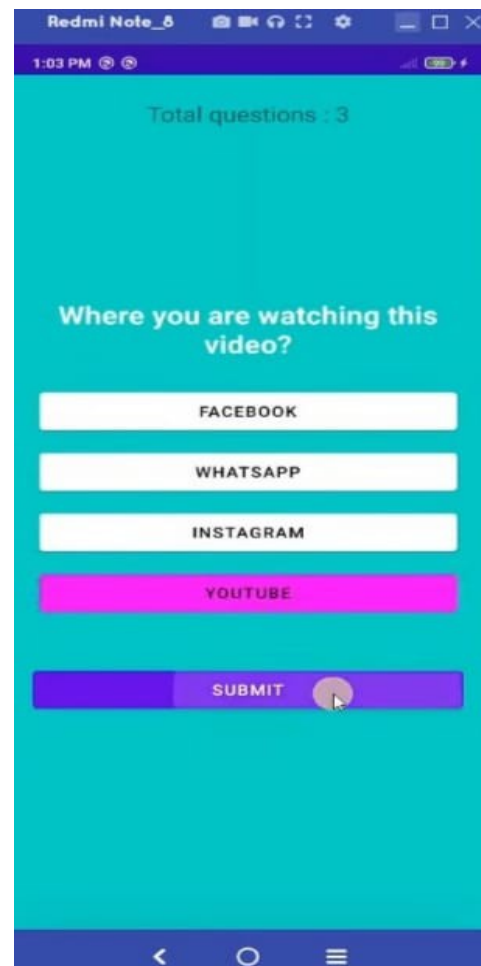 Redmi Note_8
1:03 PM
Total questions : 3
Where you are watching this
video?
FACEBOOK
WHATSAPP
INSTAGRAM
YOUTUBE
SUBMIT